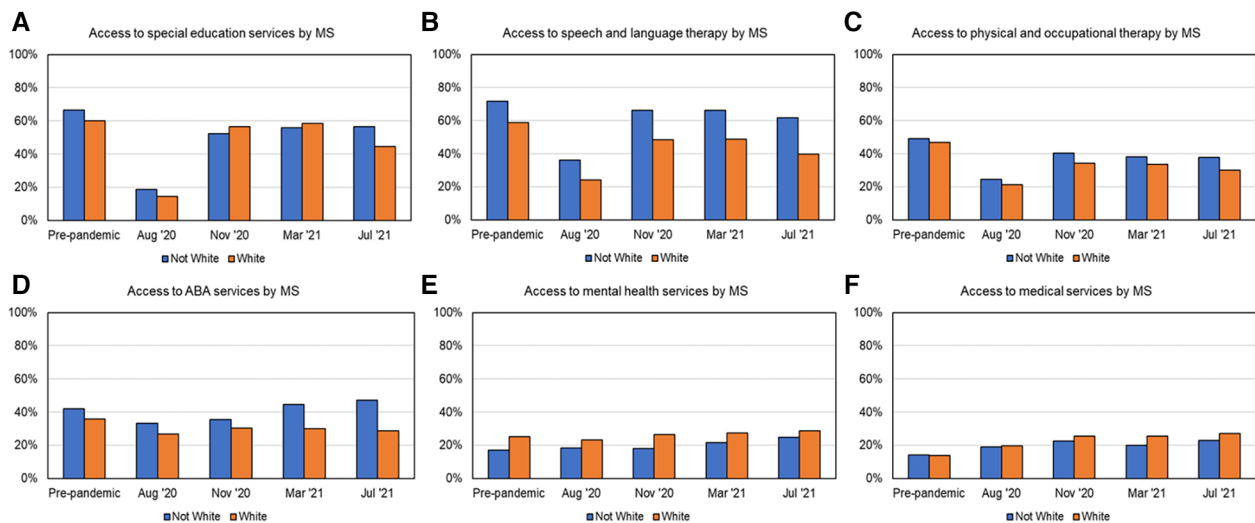 A
Access to special education services by MS
100%
80%
60%
40%
20%
0%
Pre-pandemic Aug '20 Nov '20 Mar '21 Jul '21
Not White White
B
Access to speech and language therapy by MS
100%
80%
60%
40%
20%
0%
Pre-pandemic Aug '20 Nov '20 Mar '21 Jul '21
Not White White
C
Access to physical and occupational therapy by MS
100%
80%
60%
40%
20%
0%
Pre-pandemic Aug '20 Nov '20 Mar '21 Jul '21
Not White White
D
Access to ABA services by MS
100%
80%
60%
40%
20%
0%
Pre-pandemic Aug '20 Nov '20 Mar '21 Jul '21
Not White White
E
Access to mental health services by MS
100%
80%
60%
40%
20%
0%
Pre-pandemic Aug '20 Nov '20 Mar '21 Jul '21
Not White White
F
Access to medical services by MS
100%
80%
60%
40%
20%
0%
Pre-pandemic Aug '20 Nov '20 Mar '21 Jul '21
Not White White